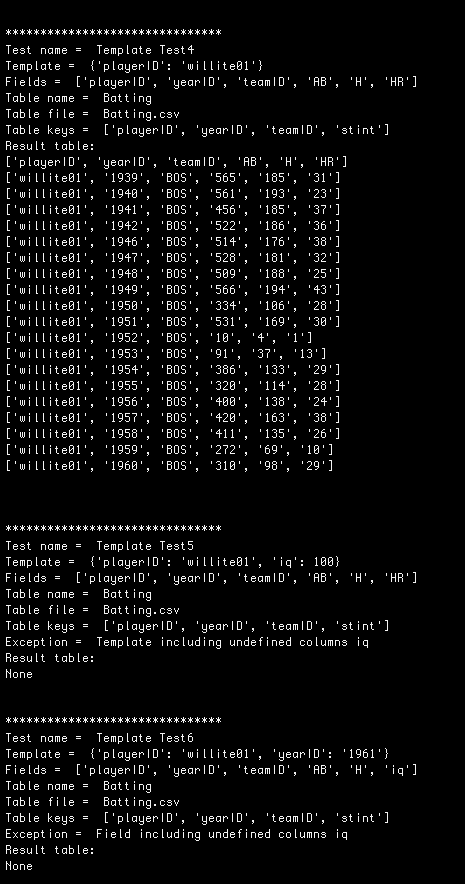 *******************************
Test name =  Template Test4
Template =  {'playerID': 'willite01'}
Fields =  ['playerID', 'yearID', 'teamID', 'AB', 'H', 'HR']
Table name =  Batting
Table file =  Batting.csv
Table keys =  ['playerID', 'yearID', 'teamID', 'stint']
Result table:
['playerID', 'yearID', 'teamID', 'AB', 'H', 'HR']
['willite01', '1939', 'BOS', '565', '185', '31']
['willite01', '1940', 'BOS', '561', '193', '23']
['willite01', '1941', 'BOS', '456', '185', '37']
['willite01', '1942', 'BOS', '522', '186', '36']
['willite01', '1946', 'BOS', '514', '176', '38']
['willite01', '1947', 'BOS', '528', '181', '32']
['willite01', '1948', 'BOS', '509', '188', '25']
['willite01', '1949', 'BOS', '566', '194', '43']
['willite01', '1950', 'BOS', '334', '106', '28']
['willite01', '1951', 'BOS', '531', '169', '30']
['willite01', '1952', 'BOS', '10', '4', '1']
['willite01', '1953', 'BOS', '91', '37', '13']
['willite01', '1954', 'BOS', '386', '133', '29']
['willite01', '1955', 'BOS', '320', '114', '28']
['willite01', '1956', 'BOS', '400', '138', '24']
['willite01', '1957', 'BOS', '420', '163', '38']
['willite01', '1958', 'BOS', '411', '135', '26']
['willite01', '1959', 'BOS', '272', '69', '10']
['willite01', '1960', 'BOS', '310', '98', '29']
*******************************
Test name =  Template Test5
Template =  {'playerID': 'willite01', 'iq': 100}
Fields =  ['playerID', 'yearID', 'teamID', 'AB', 'H', 'HR']
Table name =  Batting
Table file =  Batting.csv
Table keys =  ['playerID', 'yearID', 'teamID', 'stint']
Exception =  Template including undefined columns iq
Result table:
None
*******************************
Test name =  Template Test6
Template =  {'playerID': 'willite01', 'yearID': '1961'}
Fields =  ['playerID', 'yearID', 'teamID', 'AB', 'H', 'iq']
Table name =  Batting
Table file =  Batting.csv
Table keys =  ['playerID', 'yearID', 'teamID', 'stint']
Exception =  Field including undefined columns iq
Result table:
None